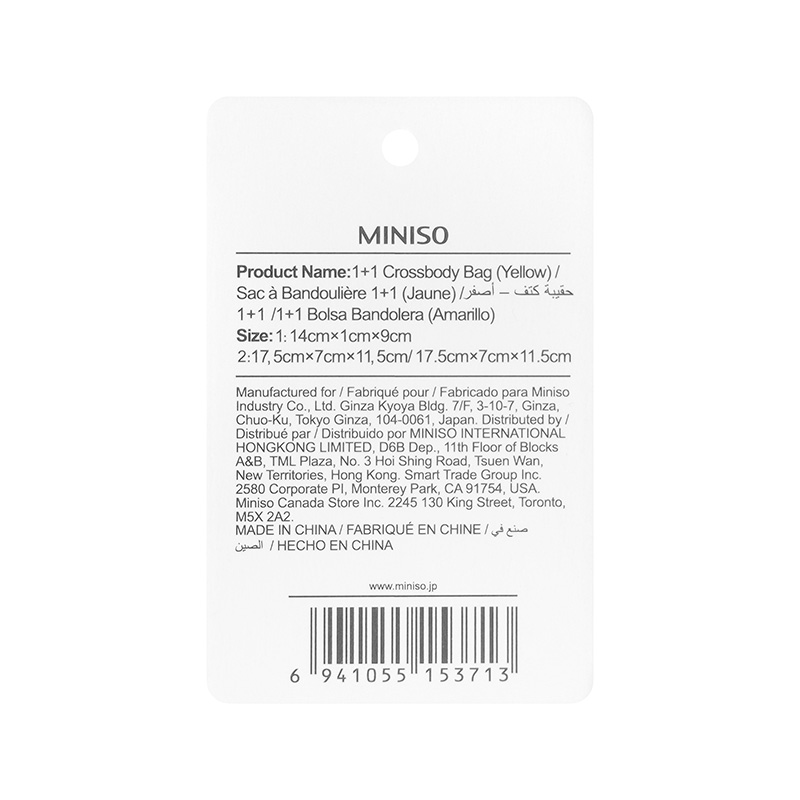 MINISO
Product Name:1+1 Crossbody Bag (Yellow) /
Sac à Bandoulière 1+1 (Jaune) /حقيبة كتف – أصفر
1+1 /1+1 Bolsa Bandolera (Amarillo)
Size:1: 14cm×1cm×9cm
2:17,5cm×7cm×11,5cm/ 17.5cm×7cm×11.5cm
Manufactured for / Fabriqué pour / Fabricado para Miniso
Industry Co., Ltd. Ginza Kyoya Bldg. 7/F, 3-10-7, Ginza,
Chuo-Ku, Tokyo Ginza, 104-0061, Japan. Distributed by /
Distribué par / Distribuido por MINISO INTERNATIONAL
HONGKONG LIMITED, D6B Dep., 11th Floor of Blocks
A&B, TML Plaza, No. 3 Hoi Shing Road, Tsuen Wan,
New Territories, Hong Kong. Smart Trade Group Inc.
2580 Corporate Pl, Monterey Park, CA 91754, USA.
Miniso Canada Store Inc. 2245 130 King Street, Toronto,
M5X 2A2.
MADE IN CHINA / FABRIQUÉ EN CHINE / صنع في
الصين / HECHO EN CHINA
www.miniso.jp
6 941055 153713